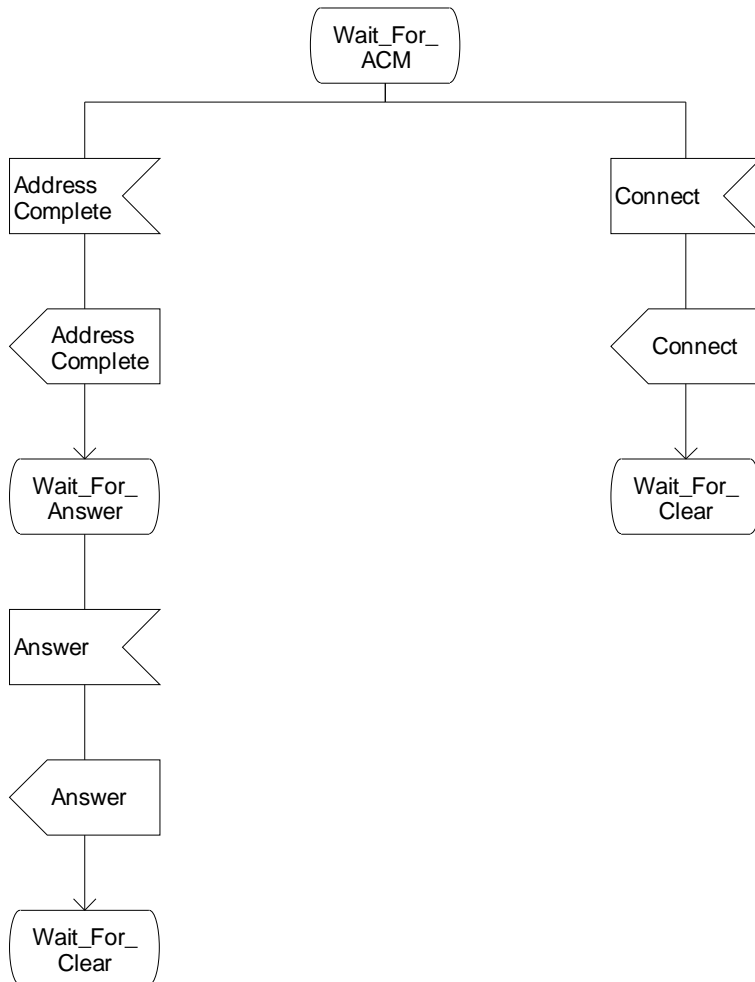 Wait_For_
ACM
Address
Complete
Connect
Address
Complete
Connect
Wait_For_
Answer
Wait_For_
Clear
Answer
Answer
Wait_For_
Clear